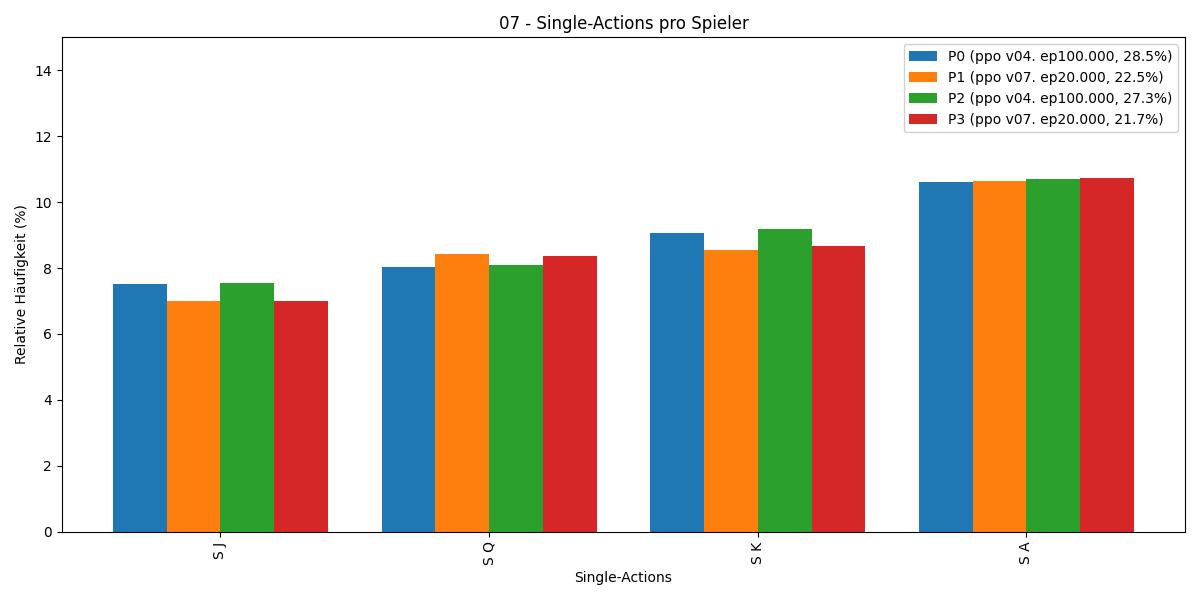 07 - Single-Actions pro Spieler
P0 (ppo v04. ep100.000, 28.5%)
P1 (ppo v07. ep20.000, 22.5%)
P2 (ppo v04. ep100.000, 27.3%)
P3 (ppo v07. ep20.000, 21.7%)
Relative Häufigkeit (%)
14
12
10
8
6
4
2
0
S J
S Q
S K
S A
Single-Actions